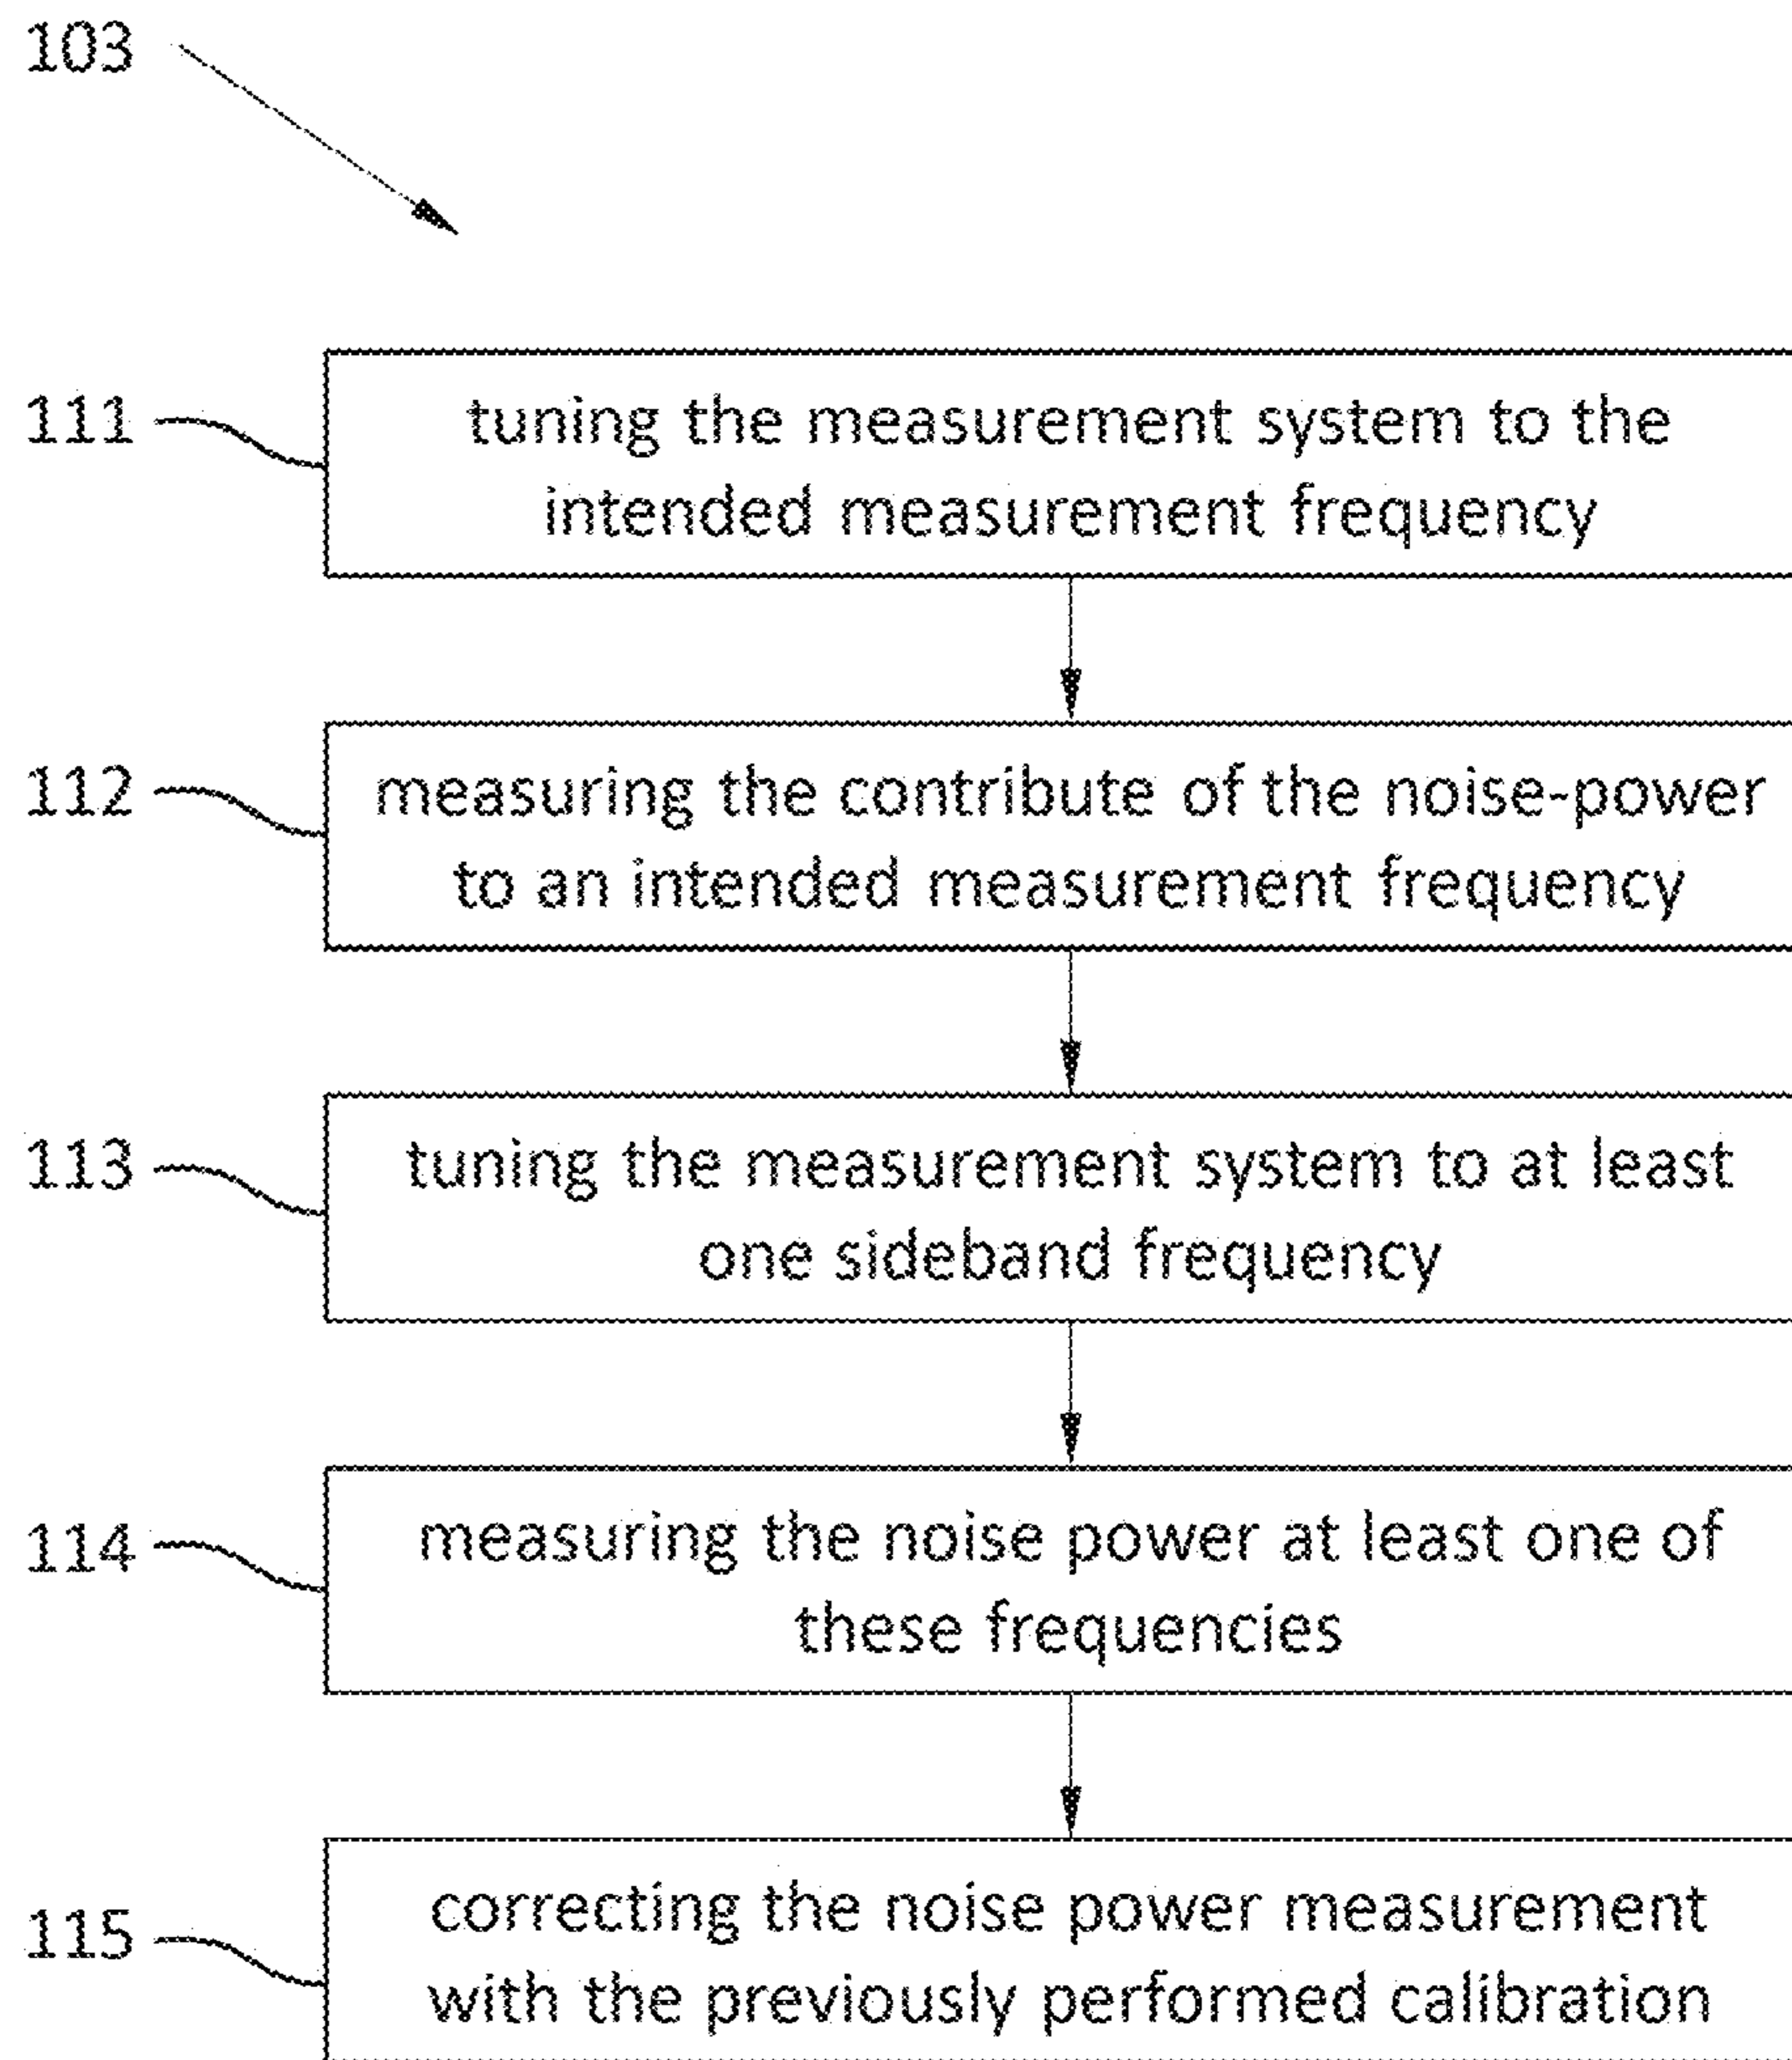 103
111
tuning the measurement system to the
intended measurement frequency
112
measuring the contribute of the noise-power
to an intended measurement frequency
113
tuning the measurement system to at least
one sideband frequency
114
measuring the noise power at least one of
these frequencies
115
correcting the noise power measurement
with the previously performed calibration